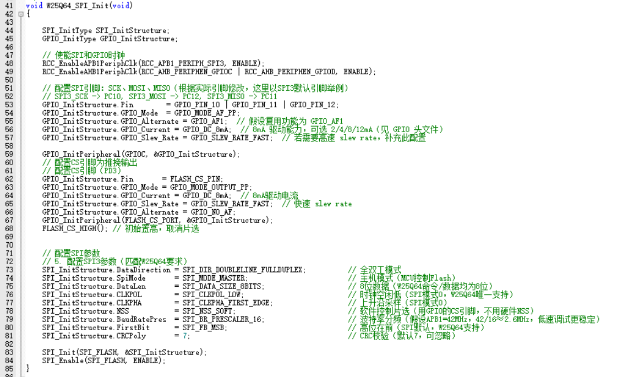 41 void W25Q64_SPI_Init(void)
42 {
43
44 SPI_InitType SPI_InitStructure;
45 GPIO_InitType GPIO_InitStructure;
46
47 // 使能SPI和GPIO时钟
48 RCC_EnableAPB1PeriphClk(RCC_APB1_PERIPH_SPI3, ENABLE);
49 RCC_EnableAHB1PeriphClk(RCC_AHB_PERIPHEN_GPIOC | RCC_AHB_PERIPHEN_GPIOD, ENABLE);
50
51 // 配置SPI引脚: SCK、MOSI、MISO（根据实际引脚修改，这里以SPI3默认引脚举例）
52 // SPI3_SCK -> PC10, SPI3_MOSI -> PC12, SPI3_MISO -> PC11
53 GPIO_InitStructure.Pin = GPIO_PIN_10 | GPIO_PIN_11 | GPIO_PIN_12;
54 GPIO_InitStructure.GPIO_Mode = GPIO_MODE_AF_PP;
55 GPIO_InitStructure.GPIO_Alternate = GPIO_AF1; // 假设复用功能为 GPIO_AF1
56 GPIO_InitStructure.GPIO_Current = GPIO_DC_8mA; // 8mA 驱动能力，可选 2/4/8/12mA（见 GPIO 头文件）
57 GPIO_InitStructure.GPIO_Slew_Rate = GPIO_SLEW_RATE_FAST; // 若需要高速 slew rate，补充此配置
58
59 GPIO_InitPeripheral(GPIOC, &GPIO_InitStructure);
60 // 配置CS引脚为推挽输出
61 // 配置CS引脚（PD3）
62 GPIO_InitStructure.Pin = FLASH_CS_PIN;
63 GPIO_InitStructure.GPIO_Mode = GPIO_MODE_OUTPUT_PP;
64 GPIO_InitStructure.GPIO_Current = GPIO_DC_8mA; // 8mA驱动电流
65 GPIO_InitStructure.GPIO_Slew_Rate = GPIO_SLEW_RATE_FAST; // 快速 slew rate
66 GPIO_InitStructure.GPIO_Alternate = GPIO_NO_AF;
67 GPIO_InitPeripheral(FLASH_CS_PORT, &GPIO_InitStructure);
68 FLASH_CS_HIGH(); // 初始置高，取消片选
69
70
71 // 配置SPI参数
72 // 5. 配置SPI3参数（匹配W25Q64要求）
73 SPI_InitStructure.DataDirection = SPI_DIR_DOUBLELINE_FULLDUPLEX; // 全双工模式
74 SPI_InitStructure.SpiMode = SPI_MODE_MASTER; // 主机模式（MCU控制Flash）
75 SPI_InitStructure.DataLen = SPI_DATA_SIZE_8BITS; // 8位数据（W25Q64命令/数据均为8位）
76 SPI_InitStructure.CLKPOL = SPI_CLKPOL_LOW; // 时钟空闲低（SPI模式0，W25Q64唯一支持）
77 SPI_InitStructure.CLKPHA = SPI_CLKPHA_FIRST_EDGE; // 上升沿采样（SPI模式0）
78 SPI_InitStructure.NSS = SPI_NSS_SOFT; // 软件控制片选（用GPIO的CS引脚，不用硬件NSS）
79 SPI_InitStructure.BaudRatePres = SPI_BR_PRESCALER_16; // 波特率分频（假设APB1=42MHz，42/16≈2.6MHz，低速调试更稳定）
80 SPI_InitStructure.FirstBit = SPI_FB_MSB; // 高位在前（SPI默认，W25Q64支持）
81 SPI_InitStructure.CRCPoly = 7; // CRC校验（默认7，可忽略）
82
83 SPI_Init(SPI_FLASH, &SPI_InitStructure);
84 SPI_Enable(SPI_FLASH, ENABLE);
85 }
86